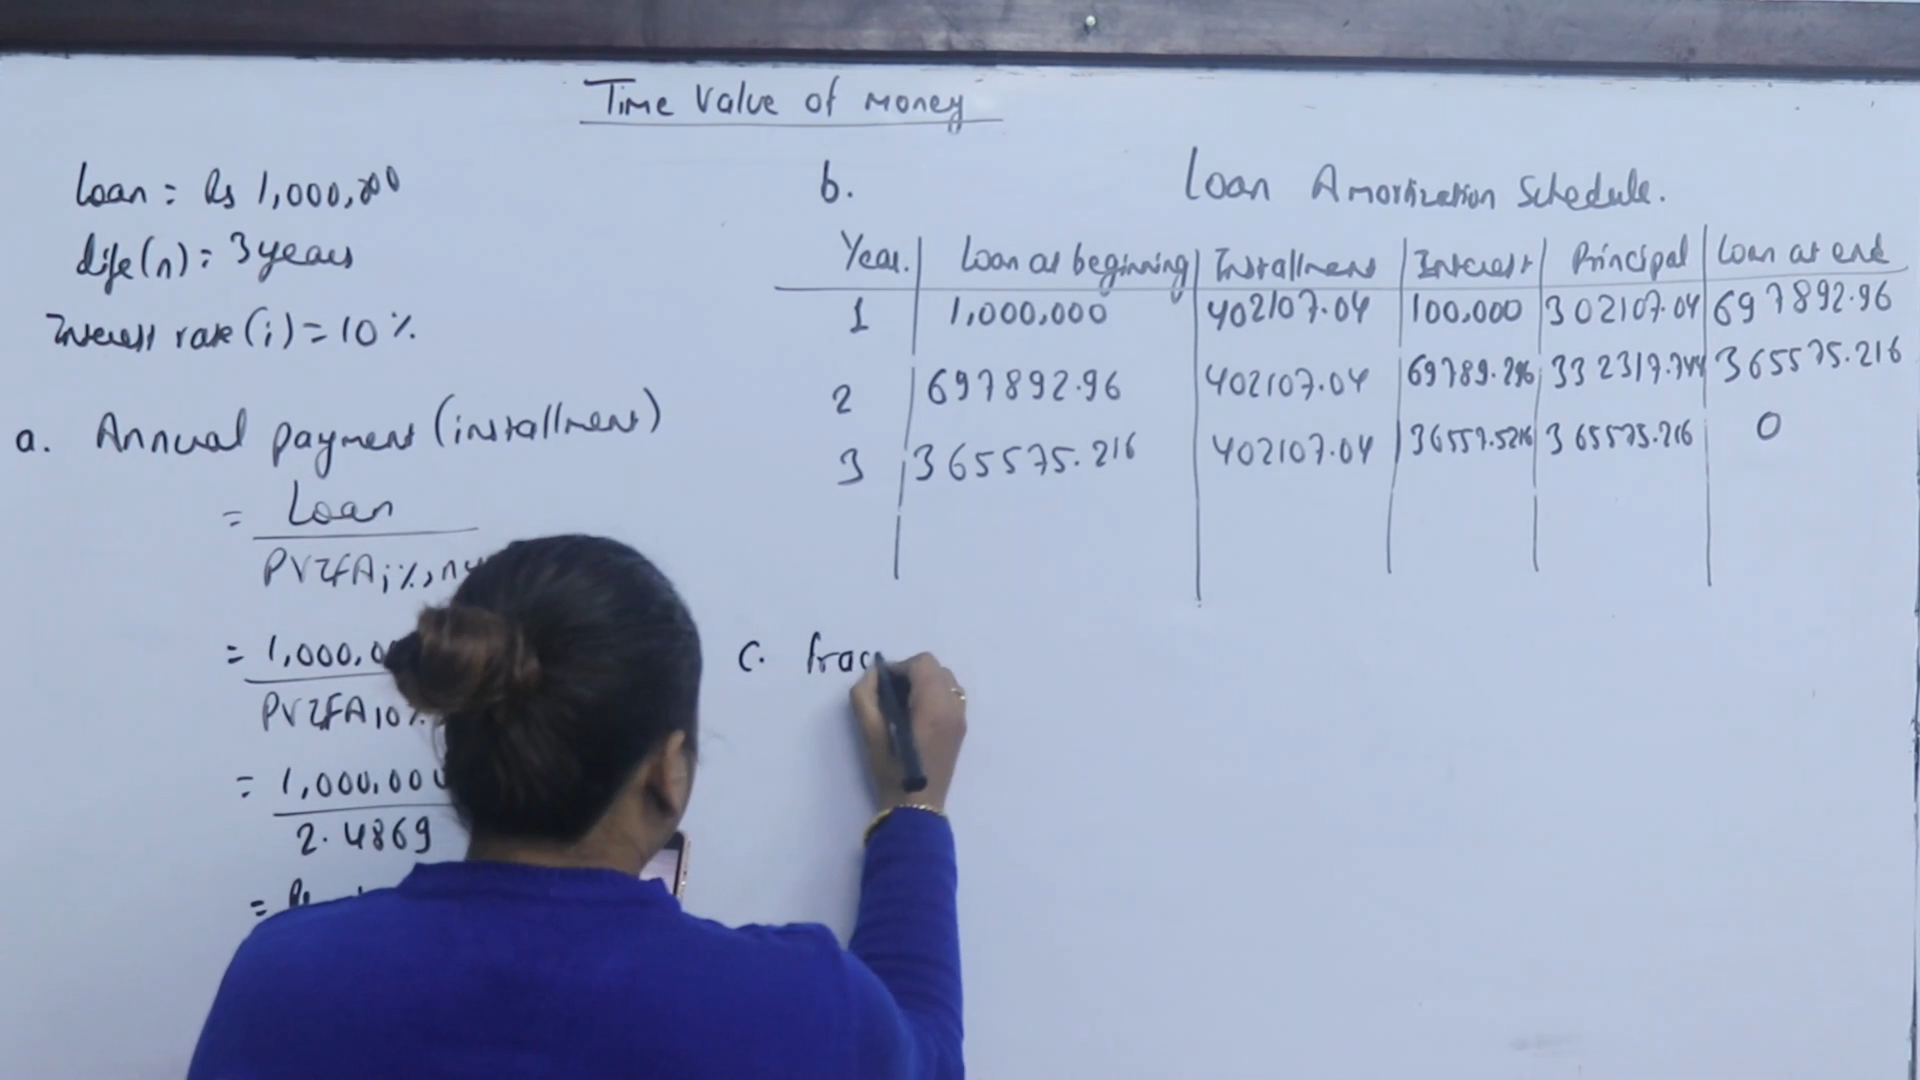 Time Value of money
Loan = Rs 1,000,000
life(n) = 3 years
Interest rate (i) = 10%
a. Annual payment (installment)
= Loan
PVIFA i%, n
= 1,000,0
PVIFA 10%
= 1,000,000
2.4869
=
b. Loan Amortization Schedule.
Year. Loan at beginning Installment Interest Principal Loan at end
1 1,000,000 402107.04 100,000 302107.04 697892.96
2 697892.96 402107.04 69789.296 332317.744 365575.216
3 365575.216 402107.04 36557.5216 365575.216 0
c. frac